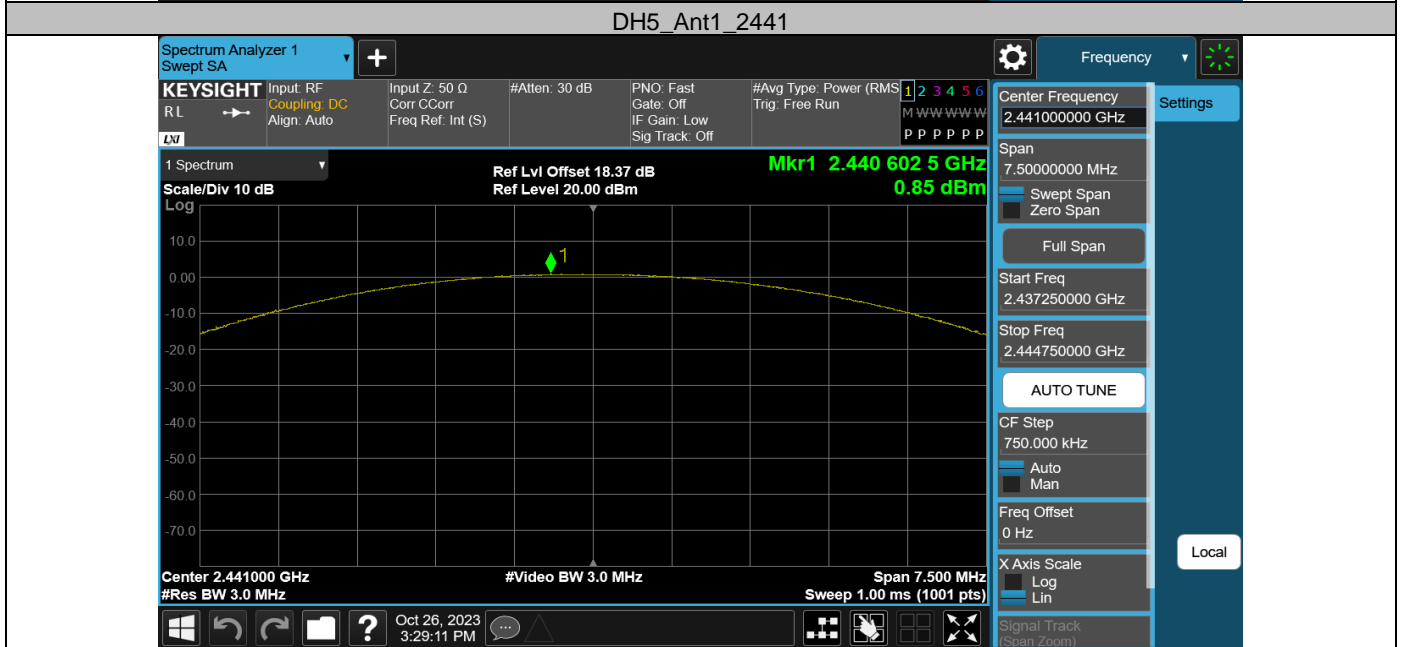 DH5_Ant1_2441
Spectrum Analyzer 1
Swept SA
Frequency
KEYSIGHT
RL
LXI
Input: RF
Coupling: DC
Align: Auto
Input Z: 50 Ω
Corr CCorr
Freq Ref: Int (S)
#Atten: 30 dB
PNO: Fast
Gate: Off
IF Gain: Low
Sig Track: Off
#Avg Type: Power (RMS
Trig: Free Run
1 2 3 4 5 6
M W W W W W
P P P P P P
Center Frequency
2.441000000 GHz
Settings
Span
7.50000000 MHz
Swept Span
Zero Span
Full Span
Start Freq
2.437250000 GHz
Stop Freq
2.444750000 GHz
AUTO TUNE
CF Step
750.000 kHz
Auto
Man
Freq Offset
0 Hz
X Axis Scale
Log
Lin
Signal Track
(Span Zoom)
Local
1 Spectrum
Scale/Div 10 dB
Ref Lvl Offset 18.37 dB
Ref Level 20.00 dBm
Mkr1 2.440 602 5 GHz
0.85 dBm
Log
10.0
0.00
-10.0
-20.0
-30.0
-40.0
-50.0
-60.0
-70.0
1
Center 2.441000 GHz
#Res BW 3.0 MHz
#Video BW 3.0 MHz
Span 7.500 MHz
Sweep 1.00 ms (1001 pts)
?
Oct 26, 2023
3:29:11 PM